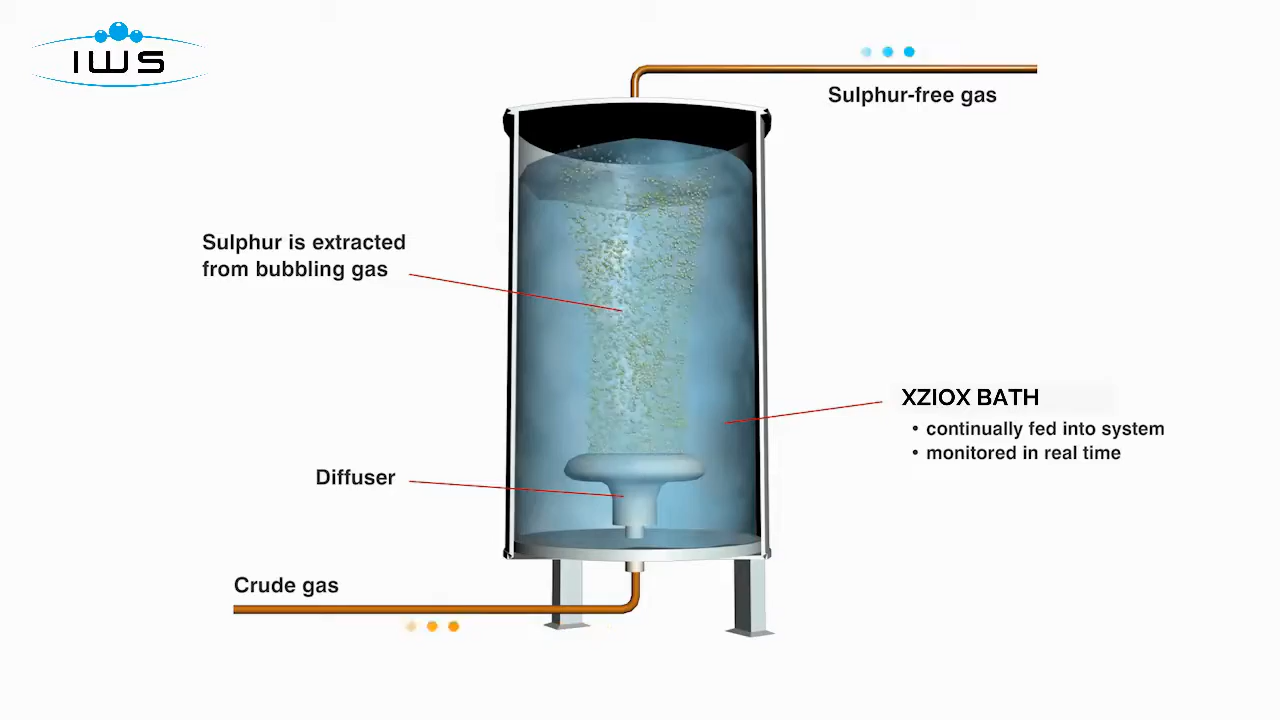 IWS
Sulphur-free gas
Sulphur is extracted
from bubbling gas
XZIOX BATH
• continually fed into system
• monitored in real time
Diffuser
Crude gas